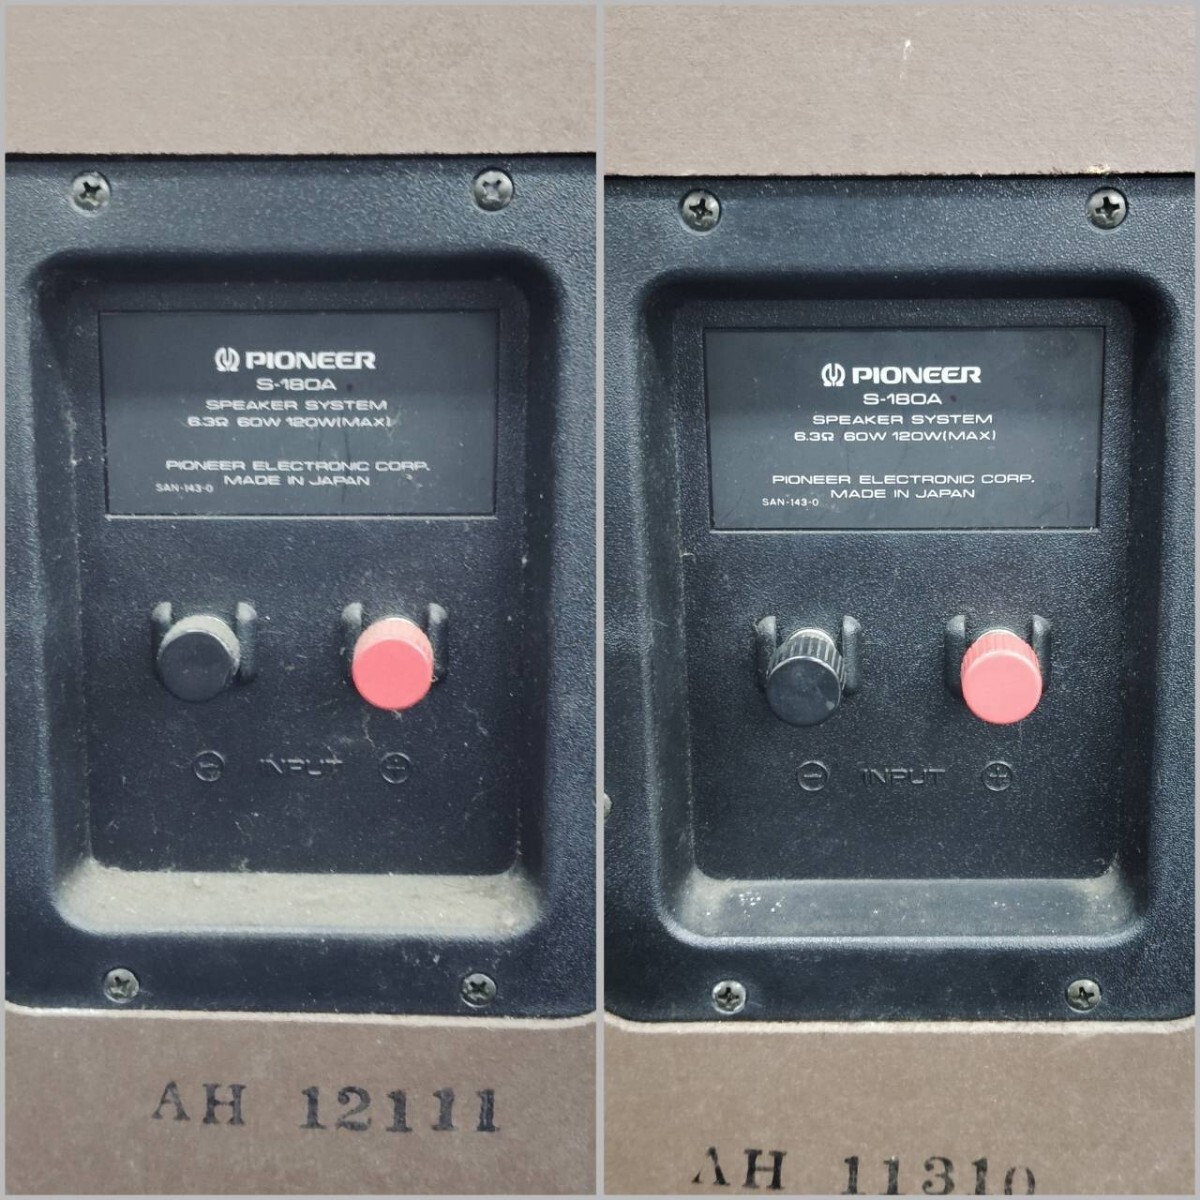 PIONEER
S-180A
SPEAKER SYSTEM
6.3Ω 60W 120W(MAX)
PIONEER ELECTRONIC CORP.
MADE IN JAPAN
SAN-143-0
⊖ INPUT ⊕
AH 12111
PIONEER
S-180A
SPEAKER SYSTEM
6.3Ω 60W 120W(MAX)
PIONEER ELECTRONIC CORP.
MADE IN JAPAN
SAN-143-0
⊖ INPUT ⊕
AH 11310